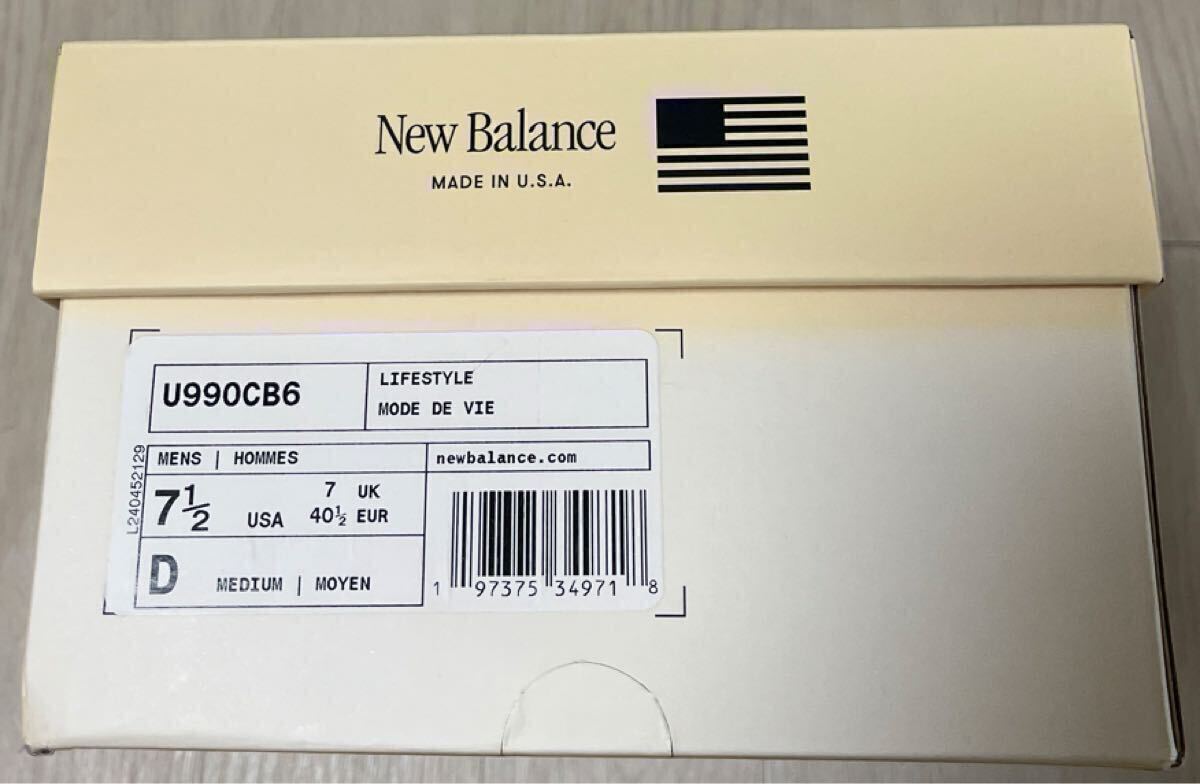 New Balance
MADE IN U.S.A.
U990CB6
LIFESTYLE
MODE DE VIE
L240452129
MENS | HOMMES
newbalance.com
7½ USA
7 UK
40½ EUR
D MEDIUM | MOYEN
1 97375 34971 8